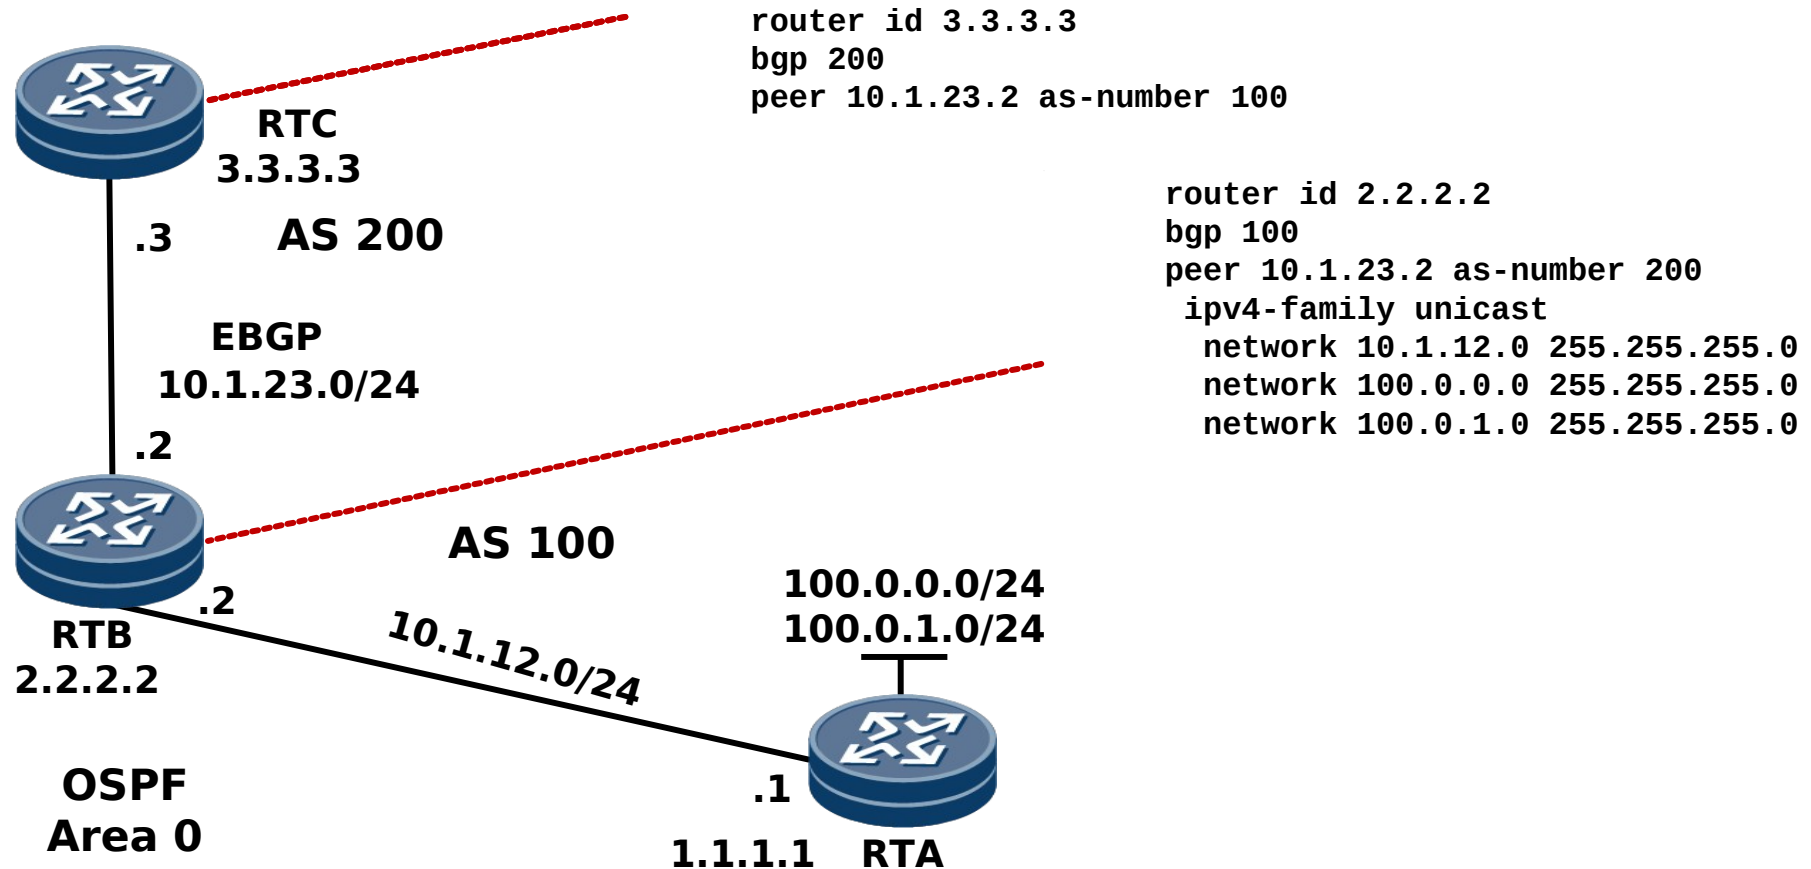 router id 3.3.3.3
bgp 200
peer 10.1.23.2 as-number 100
RTC
3.3.3.3
.3
AS 200
router id 2.2.2.2
bgp 100
peer 10.1.23.2 as-number 200
ipv4-family unicast
network 10.1.12.0 255.255.255.0
network 100.0.0.0 255.255.255.0
network 100.0.1.0 255.255.255.0
EBGP
10.1.23.0/24
.2
AS 100
.2
10.1.12.0/24
100.0.0.0/24
100.0.1.0/24
RTB
2.2.2.2
OSPF
Area 0
.1
1.1.1.1
RTA